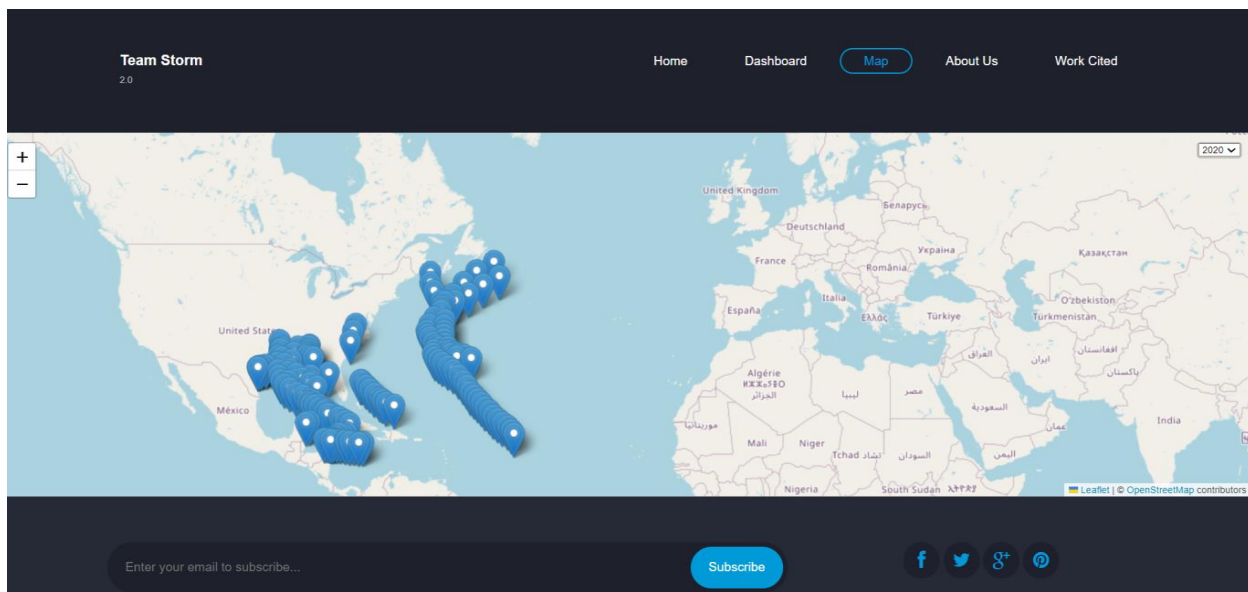 Team Storm
2.0
Home
Dashboard
Map
About Us
Work Cited
+
−
2020
United Kingdom
Беларусь
Deutschland
Україна
Қазақстан
France
România
Italia
España
Ελλάς
Türkiye
O'zbekiston
Turkmenistan
افغانستان
ایران
العراق
پاکستان
United States
México
Algérie
الجزائر
ليبيا
مصر
السعودية
India
عمان
موريتانيا
Mali
Niger
Tchad تشاد
السودان
اليمن
Nigeria
South Sudan
Leaflet | © OpenStreetMap contributors
Enter your email to subscribe...
Subscribe
f
g+